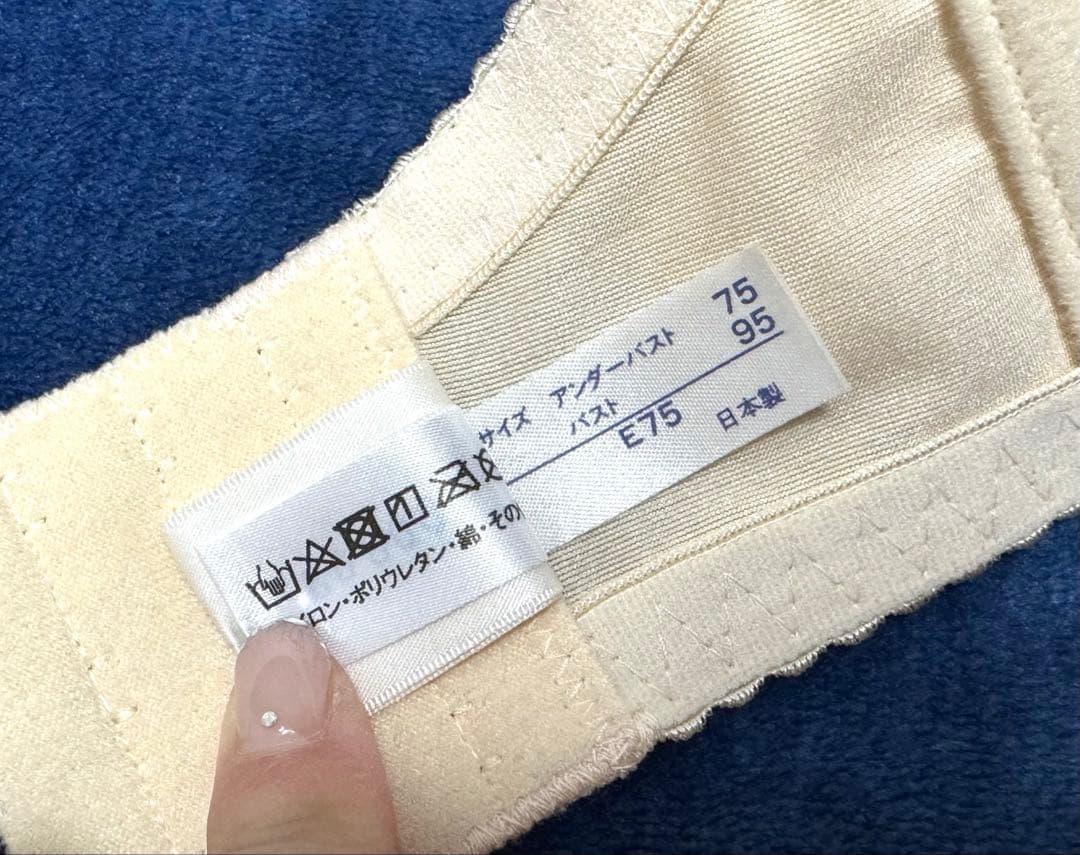 サイズ アンダーバスト 75
バスト 95
E75 日本製
イロン・ポリウレタン・綿・その